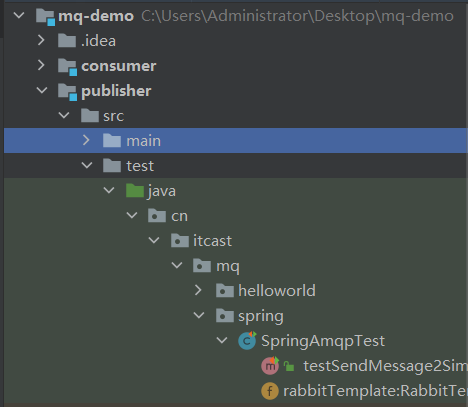 mq-demo C:\Users\Administrator\Desktop\mq-demo
.idea
consumer
publisher
src
main
test
java
cn
itcast
mq
helloworld
spring
C SpringAmqpTest
m testSendMessage2Sim
f rabbitTemplate:RabbitTe